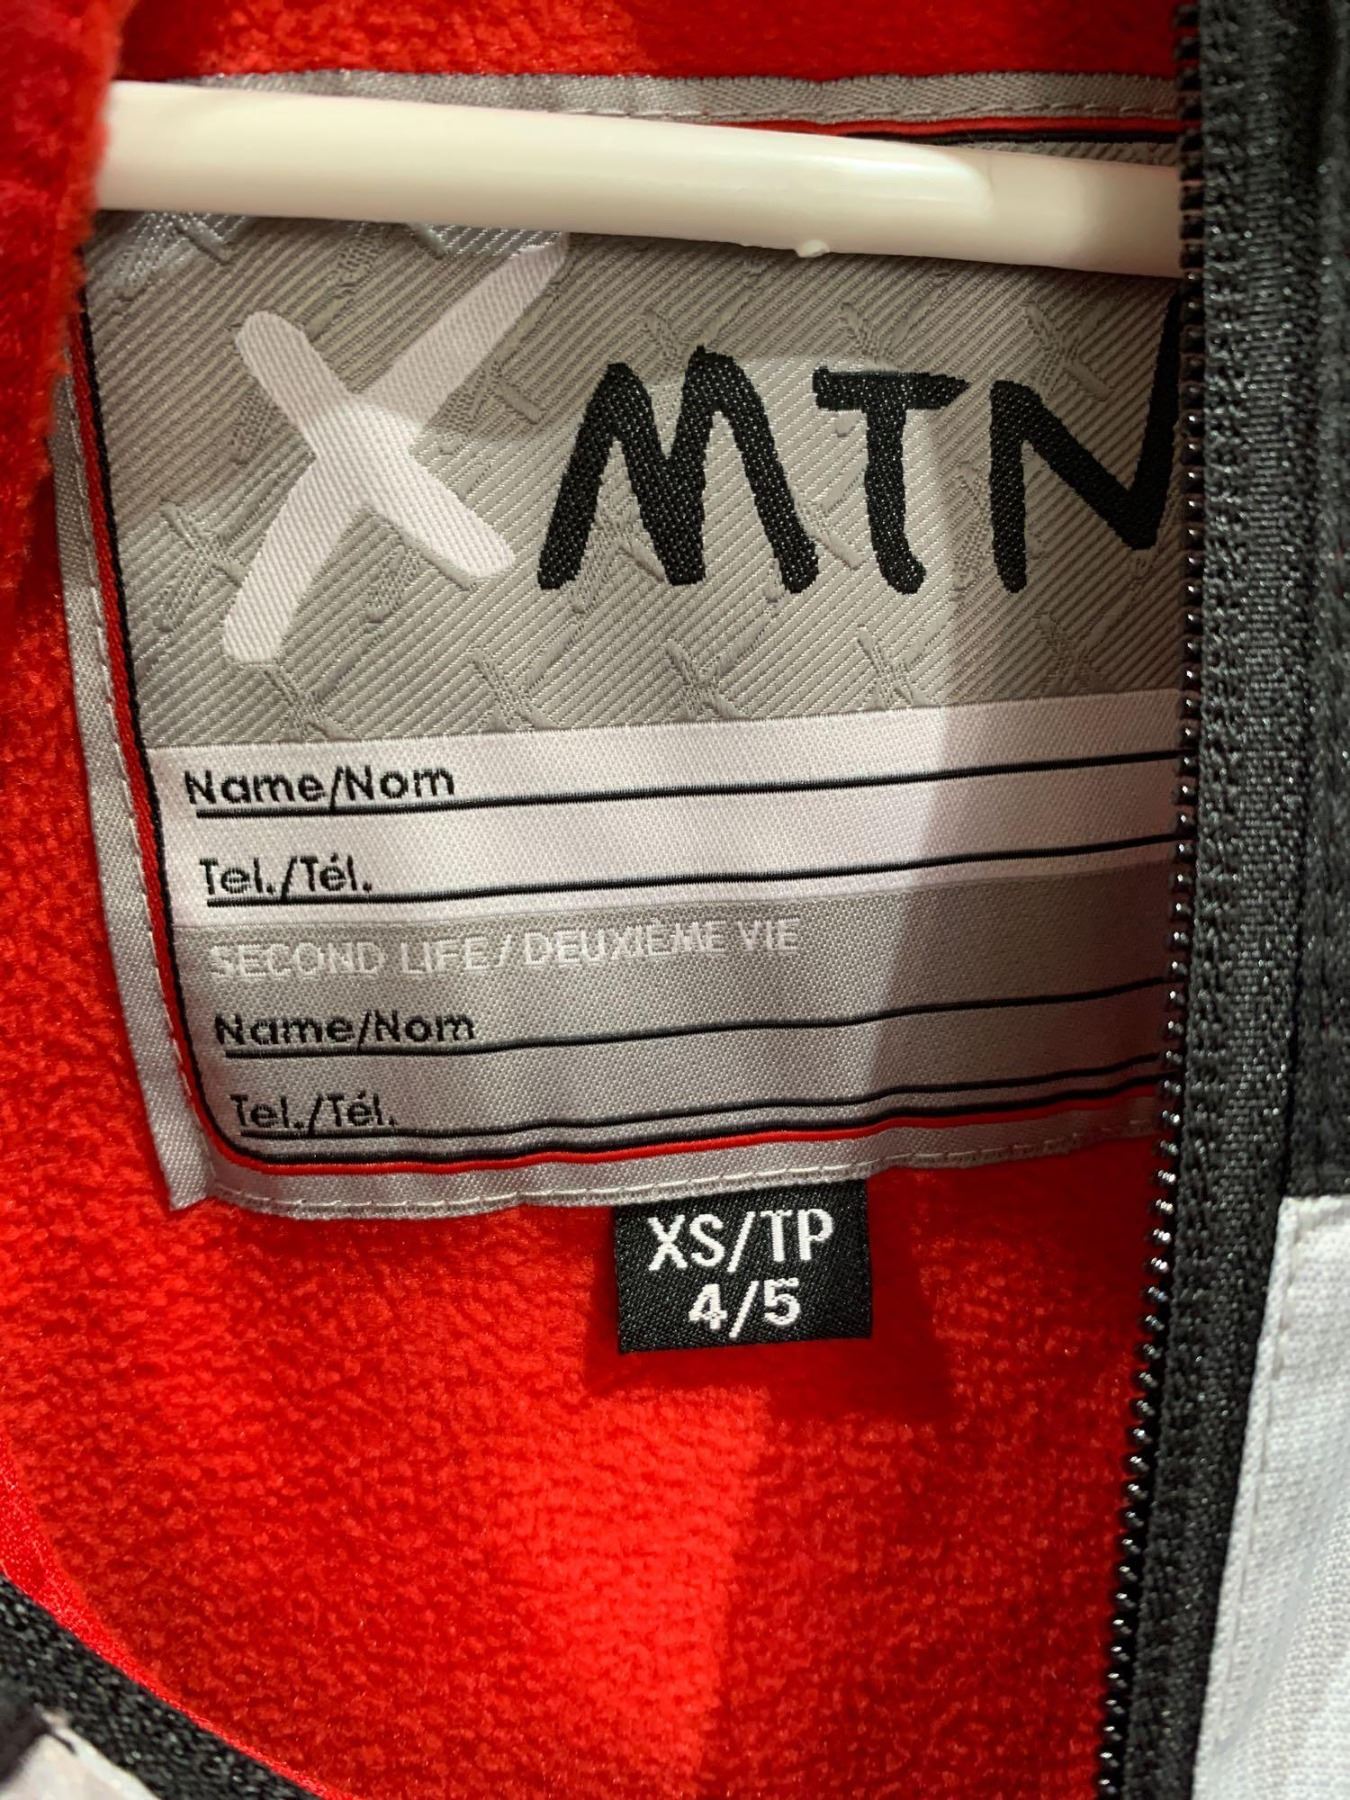 XMTN
Name/Nom
Tel./Tél.
SECOND LIFE/DEUXIÈME VIE
Name/Nom
Tel./Tél.
XS/TP
4/5